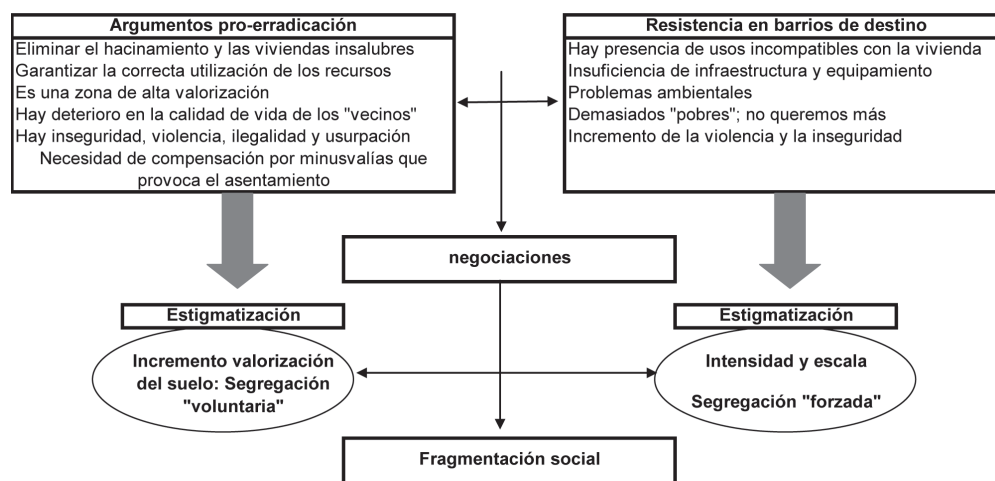 Argumentos pro-erradicación
Eliminar el hacinamiento y las viviendas insalubres
Garantizar la correcta utilización de los recursos
Es una zona de alta valorización
Hay deterioro en la calidad de vida de los "vecinos"
Hay inseguridad, violencia, ilegalidad y usurpación
Necesidad de compensación por minusvalías que
provoca el asentamiento
Resistencia en barrios de destino
Hay presencia de usos incompatibles con la vivienda
Insuficiencia de infraestructura y equipamiento
Problemas ambientales
Demasiados "pobres"; no queremos más
Incremento de la violencia y la inseguridad
negociaciones
Estigmatización
Incremento valorización
del suelo: Segregación
"voluntaria"
Estigmatización
Intensidad y escala
Segregación "forzada"
Fragmentación social